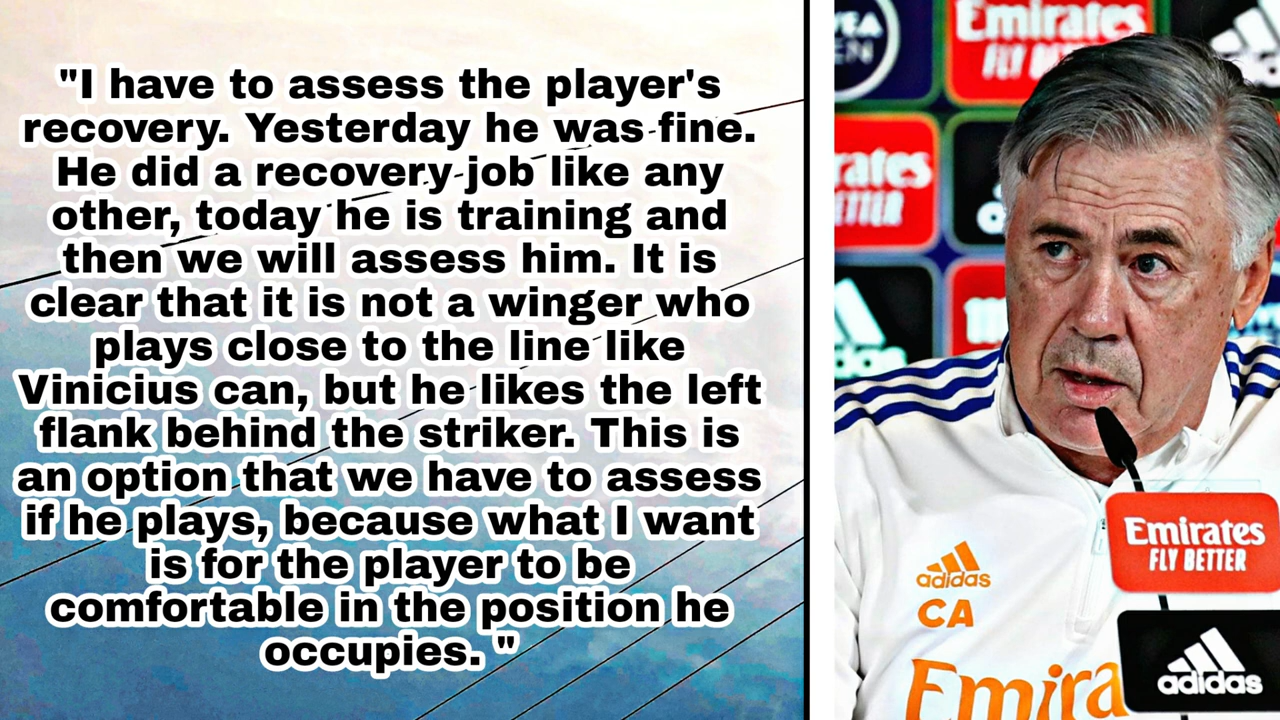 "I have to assess the player's
recovery. Yesterday he was fine.
He did a recovery job like any
other, today he is training and
then we will assess him. It is
clear that it is not a winger who
plays close to the line like
Vinicius can, but he likes the left
flank behind the striker. This is
an option that we have to assess
if he plays, because what I want
is for the player to be
comfortable in the position he
occupies. "
Emirates
FLY BETTER
adidas
adidas
CA
Emira
Emirates
FLY BETTER
adidas